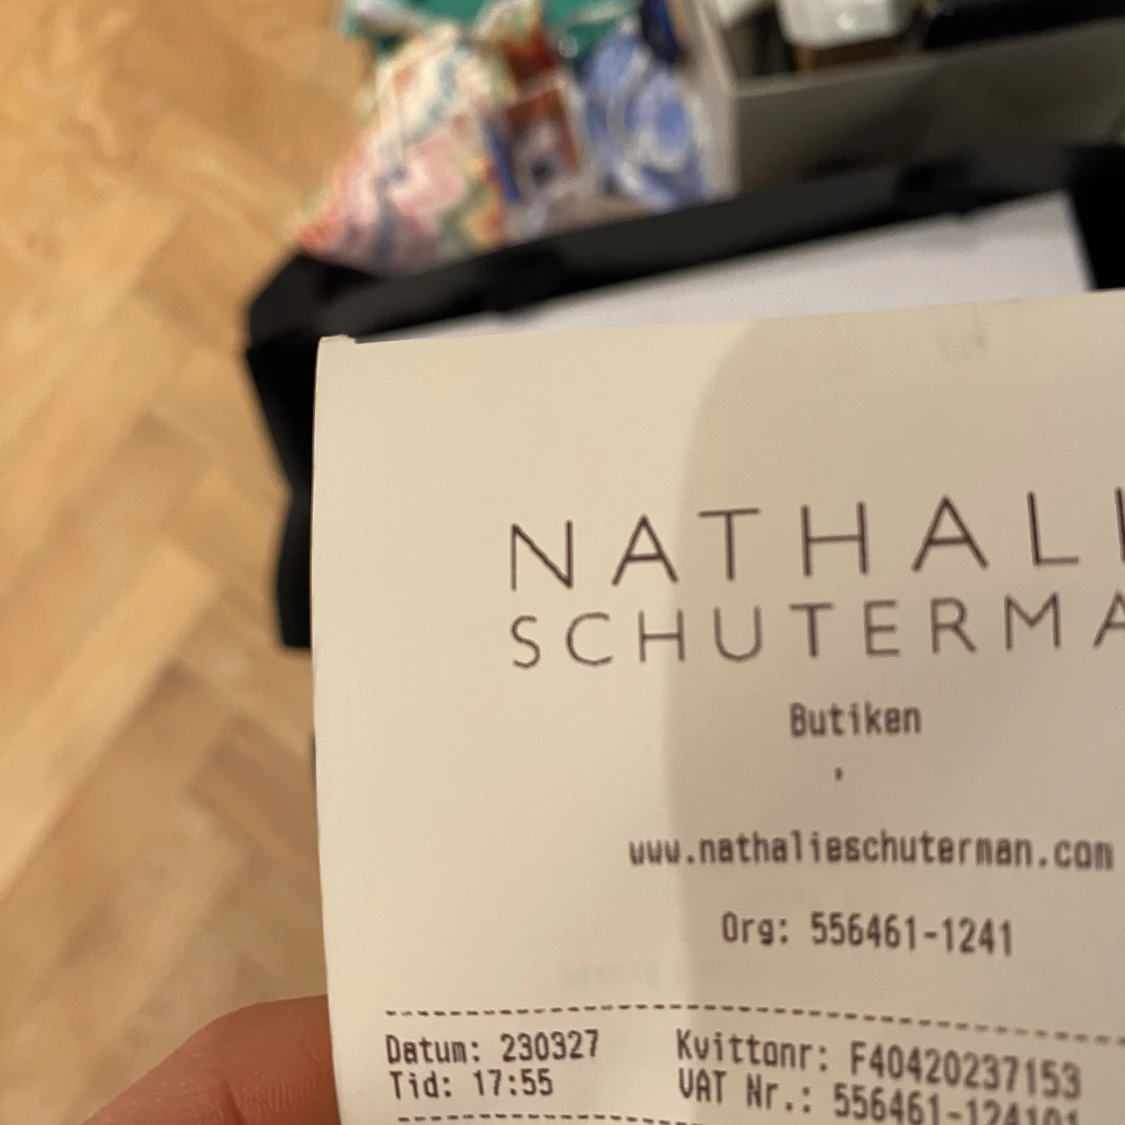 NATHALI
SCHUTERMA
Butiken
,
www.nathalieschuterman.com
Org: 556461-1241
Datum: 230327 Kvittonr: F40420237153
Tid: 17:55 VAT Nr.: 556461-124101